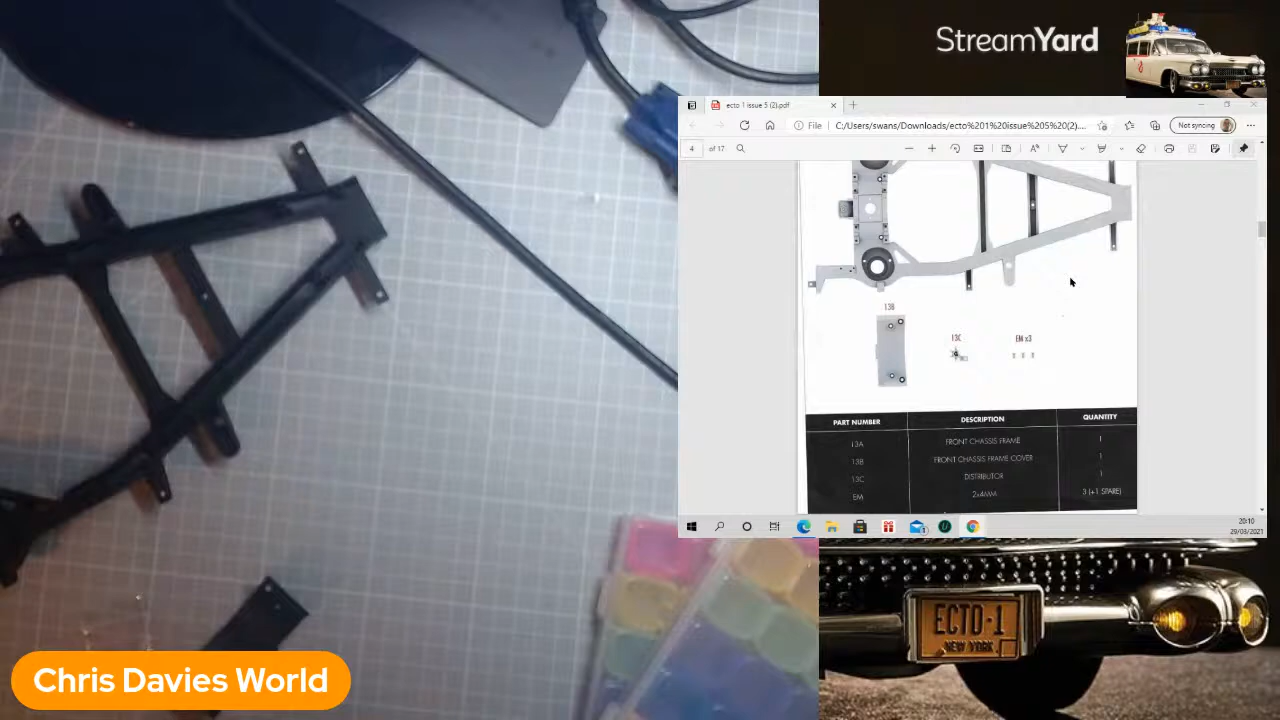 StreamYard
ecto 1 issue 5 (2).pdf
File
C:/Users/swans/Downloads/ecto%201%20issue%205%20(2)....
Not syncing
4 of 17
13B
13C
EM x3
PART NUMBER DESCRIPTION QUANTITY
13A FRONT CHASSIS FRAME 1
13B FRONT CHASSIS FRAME COVER 1
13C DISTRIBUTOR 1
EM 2x4MM 3 (+1 SPARE)
20:10
29/03/2021
ECTO-1
NEW YORK
Chris Davies World